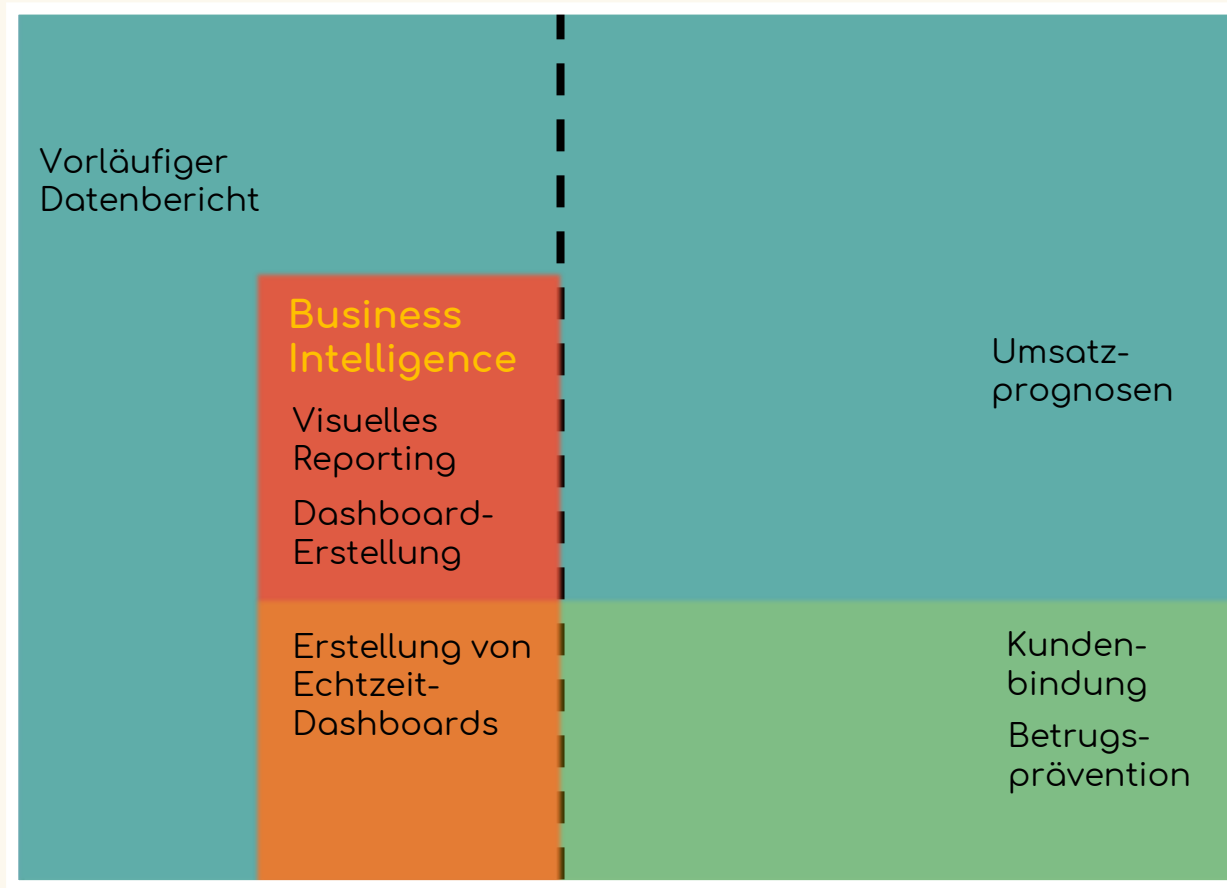 Vorläufiger
Datenbericht
Business
Intelligence
Visuelles
Reporting
Dashboard-
Erstellung
Erstellung von
Echtzeit-
Dashboards
Umsatz-
prognosen
Kunden-
bindung
Betrugs-
prävention